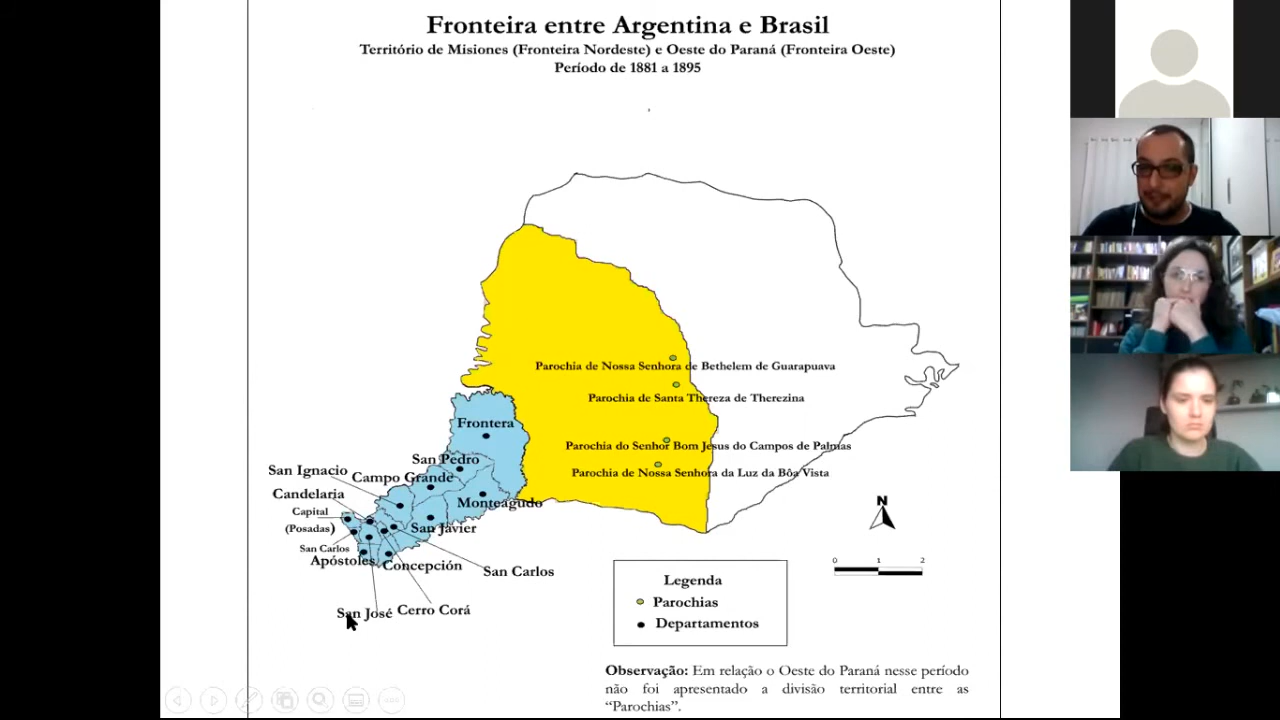 Fronteira entre Argentina e Brasil
Território de Misiones (Fronteira Nordeste) e Oeste do Paraná (Fronteira Oeste)
Período de 1881 a 1895
Parochia de Nossa Senhora de Bethelem de Guarapuava
Parochia de Santa Thereza de Therezina
Parochia do Senhor Bom Jesus do Campos de Palmas
Parochia de Nossa Senhora da Luz da Bôa Vista
Frontera
San Pedro
San Ignacio
Campo Grande
Candelaria
Monteagudo
Capital
(Posadas)
San Javier
San Carlos
Apóstoles
Concepción
San Carlos
San José
Cerro Corá
N
0 1 2
Legenda
Parochias
Departamentos
Observação: Em relação o Oeste do Paraná nesse período
não foi apresentado a divisão territorial entre as
“Parochias”.